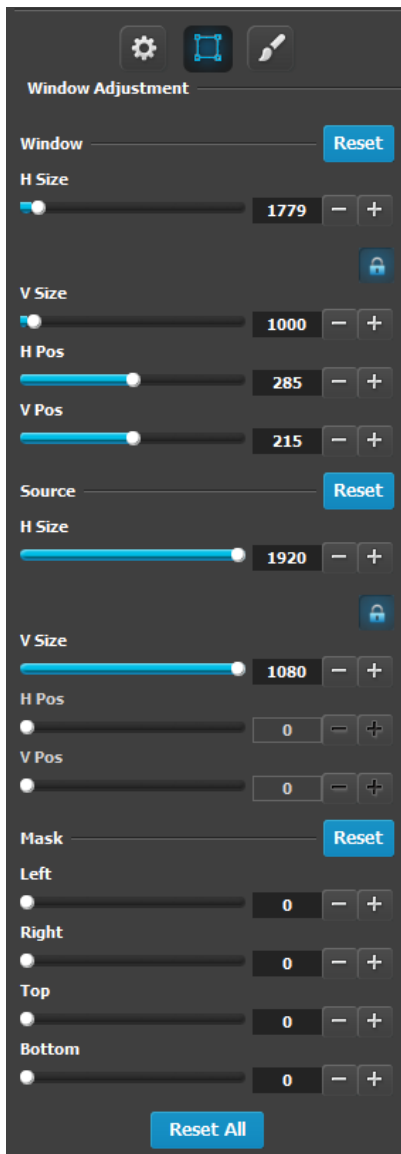 Window Adjustment
Window Reset
H Size
1779 − +
V Size
1000 − +
H Pos
285 − +
V Pos
215 − +
Source Reset
H Size
1920 − +
V Size
1080 − +
H Pos
0 − +
V Pos
0 − +
Mask Reset
Left
0 − +
Right
0 − +
Top
0 − +
Bottom
0 − +
Reset All